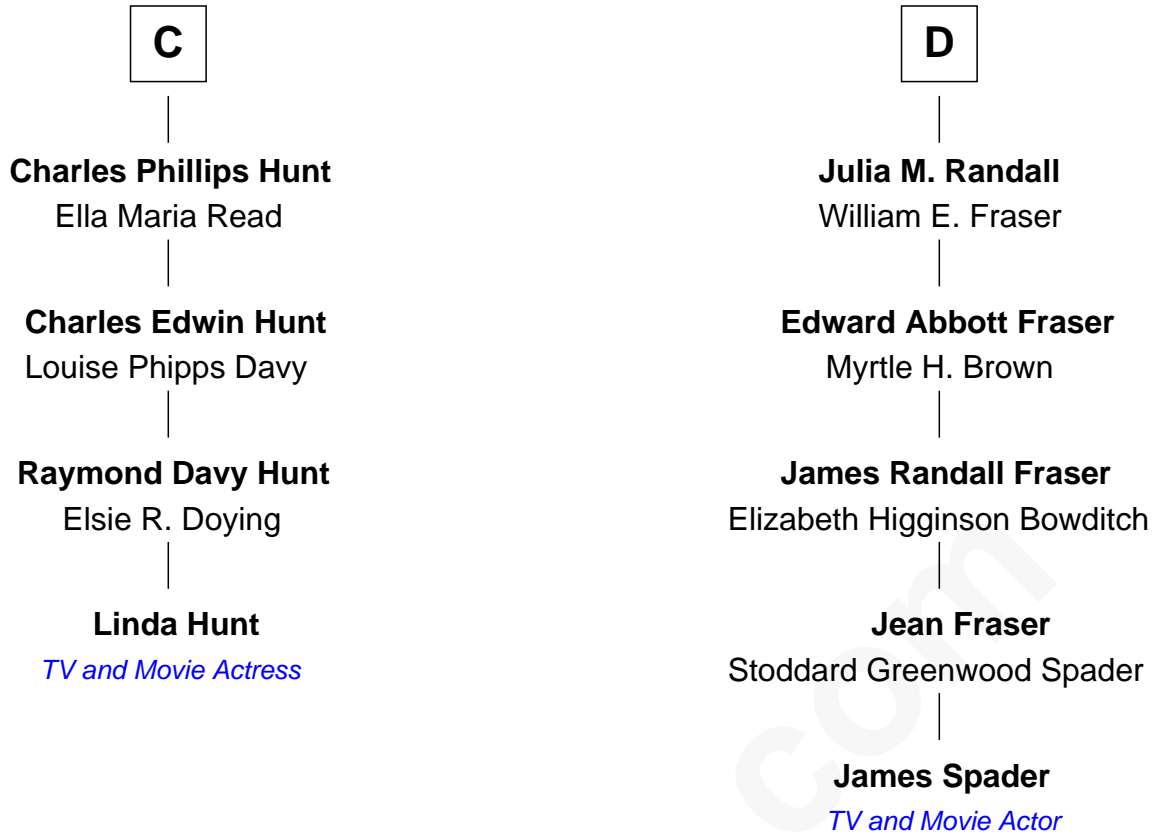 C
Charles Phillips Hunt
Ella Maria Read
Charles Edwin Hunt
Louise Phipps Davy
Raymond Davy Hunt
Elsie R. Doying
Linda Hunt
TV and Movie Actress
D
Julia M. Randall
William E. Fraser
Edward Abbott Fraser
Myrtle H. Brown
James Randall Fraser
Elizabeth Higginson Bowditch
Jean Fraser
Stoddard Greenwood Spader
James Spader
TV and Movie Actor
com